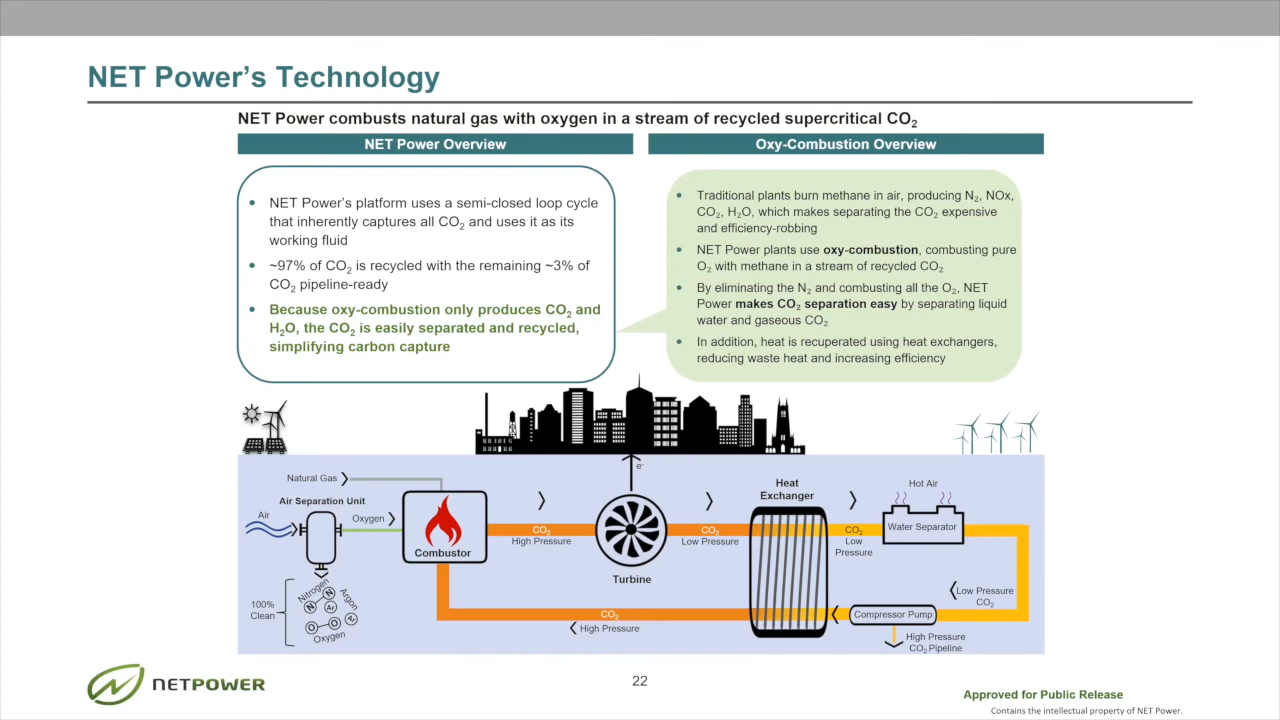 NET Power’s Technology
NET Power combusts natural gas with oxygen in a stream of recycled supercritical CO₂
NET Power Overview
• NET Power’s platform uses a semi-closed loop cycle
that inherently captures all CO₂ and uses it as its
working fluid
• ~97% of CO₂ is recycled with the remaining ~3% of
CO₂ pipeline-ready
• Because oxy-combustion only produces CO₂ and
H₂O, the CO₂ is easily separated and recycled,
simplifying carbon capture
Oxy-Combustion Overview
• Traditional plants burn methane in air, producing N₂, NOx,
CO₂, H₂O, which makes separating the CO₂ expensive
and efficiency-robbing
• NET Power plants use oxy-combustion, combusting pure
O₂ with methane in a stream of recycled CO₂
• By eliminating the N₂ and combusting all the O₂, NET
Power makes CO₂ separation easy by separating liquid
water and gaseous CO₂
• In addition, heat is recuperated using heat exchangers,
reducing waste heat and increasing efficiency
e⁻
Natural Gas
Air Separation Unit
Air
Oxygen
Combustor
CO₂
High Pressure
Turbine
CO₂
Low Pressure
Heat
Exchanger
CO₂
Low
Pressure
Hot Air
Water Separator
Low Pressure
CO₂
Compressor Pump
High Pressure
CO₂ Pipeline
CO₂
High Pressure
100%
Clean
Nitrogen
N
N
Argon
Ar
Ar
O
O
Oxygen
NETPOWER
22
Approved for Public Release
Contains the intellectual property of NET Power.